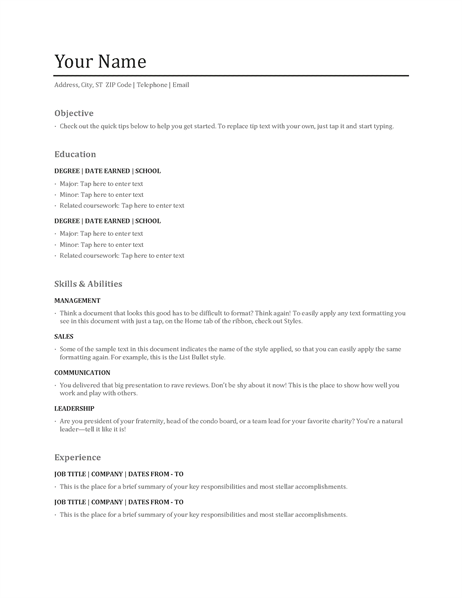 Your Name
Address, City, ST ZIP Code | Telephone | Email
Objective
· Check out the quick tips below to help you get started. To replace tip text with your own, just tap it and start typing.
Education
DEGREE | DATE EARNED | SCHOOL
· Major: Tap here to enter text
· Minor: Tap here to enter text
· Related coursework: Tap here to enter text
DEGREE | DATE EARNED | SCHOOL
· Major: Tap here to enter text
· Minor: Tap here to enter text
· Related coursework: Tap here to enter text
Skills & Abilities
MANAGEMENT
· Think a document that looks this good has to be difficult to format? Think again! To easily apply any text formatting you
see in this document with just a tap, on the Home tab of the ribbon, check out Styles.
SALES
· Some of the sample text in this document indicates the name of the style applied, so that you can easily apply the same
formatting again. For example, this is the List Bullet style.
COMMUNICATION
· You delivered that big presentation to rave reviews. Don't be shy about it now! This is the place to show how well you
work and play with others.
LEADERSHIP
· Are you president of your fraternity, head of the condo board, or a team lead for your favorite charity? You're a natural
leader—tell it like it is!
Experience
JOB TITLE | COMPANY | DATES FROM - TO
· This is the place for a brief summary of your key responsibilities and most stellar accomplishments.
JOB TITLE | COMPANY | DATES FROM - TO
· This is the place for a brief summary of your key responsibilities and most stellar accomplishments.